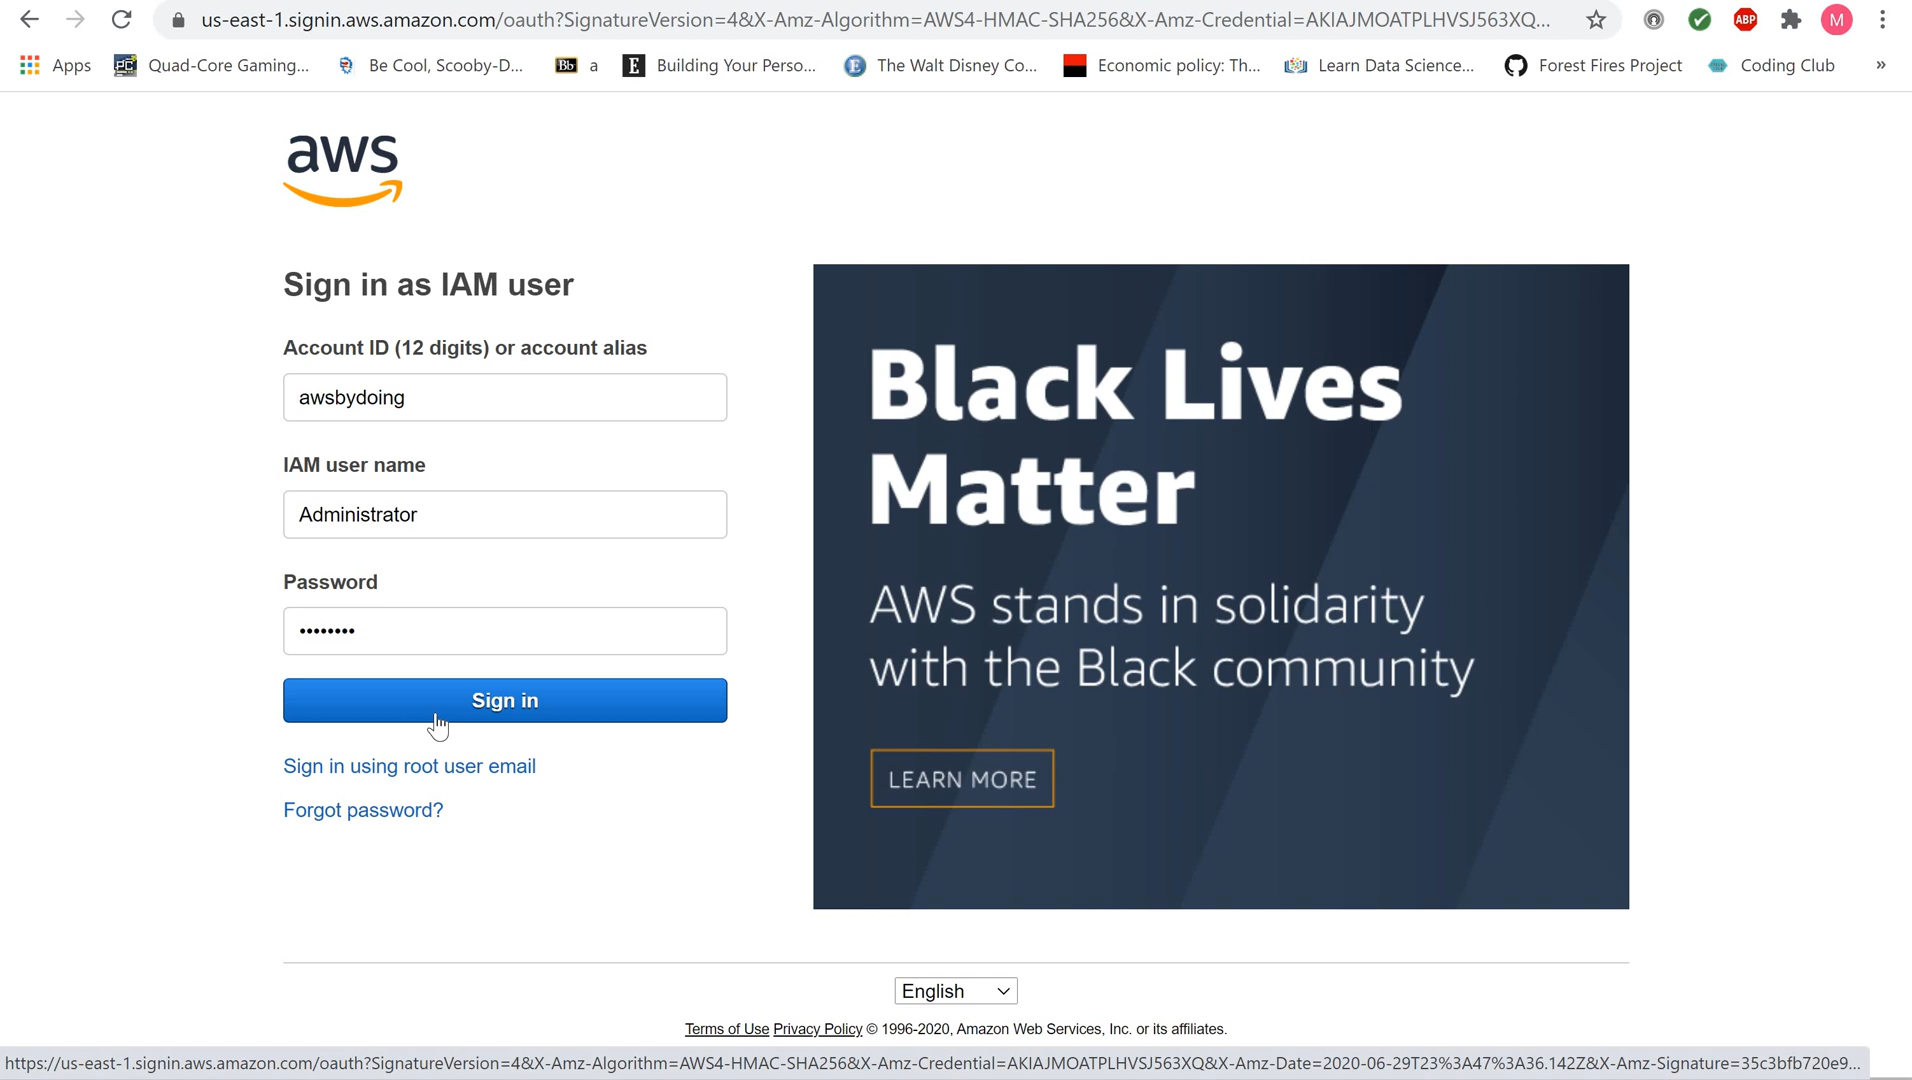 us-east-1.signin.aws.amazon.com/oauth?SignatureVersion=4&X-Amz-Algorithm=AWS4-HMAC-SHA256&X-Amz-Credential=AKIAJMOATPLHVSJ563XQ...
ABP
M
Apps
PC
Quad-Core Gaming...
Be Cool, Scooby-D...
Bb
a
E
Building Your Perso...
E
The Walt Disney Co...
Economic policy: Th...
Learn Data Science...
Forest Fires Project
Coding Club
»
aws
Sign in as IAM user
Account ID (12 digits) or account alias
awsbydoing
IAM user name
Administrator
Password
••••••••
Sign in
Sign in using root user email
Forgot password?
Black Lives
Matter
AWS stands in solidarity
with the Black community
LEARN MORE
English
Terms of Use Privacy Policy © 1996-2020, Amazon Web Services, Inc. or its affiliates.
https://us-east-1.signin.aws.amazon.com/oauth?SignatureVersion=4&X-Amz-Algorithm=AWS4-HMAC-SHA256&X-Amz-Credential=AKIAJMOATPLHVSJ563XQ&X-Amz-Date=2020-06-29T23%3A47%3A36.142Z&X-Amz-Signature=35c3bfb720e9...